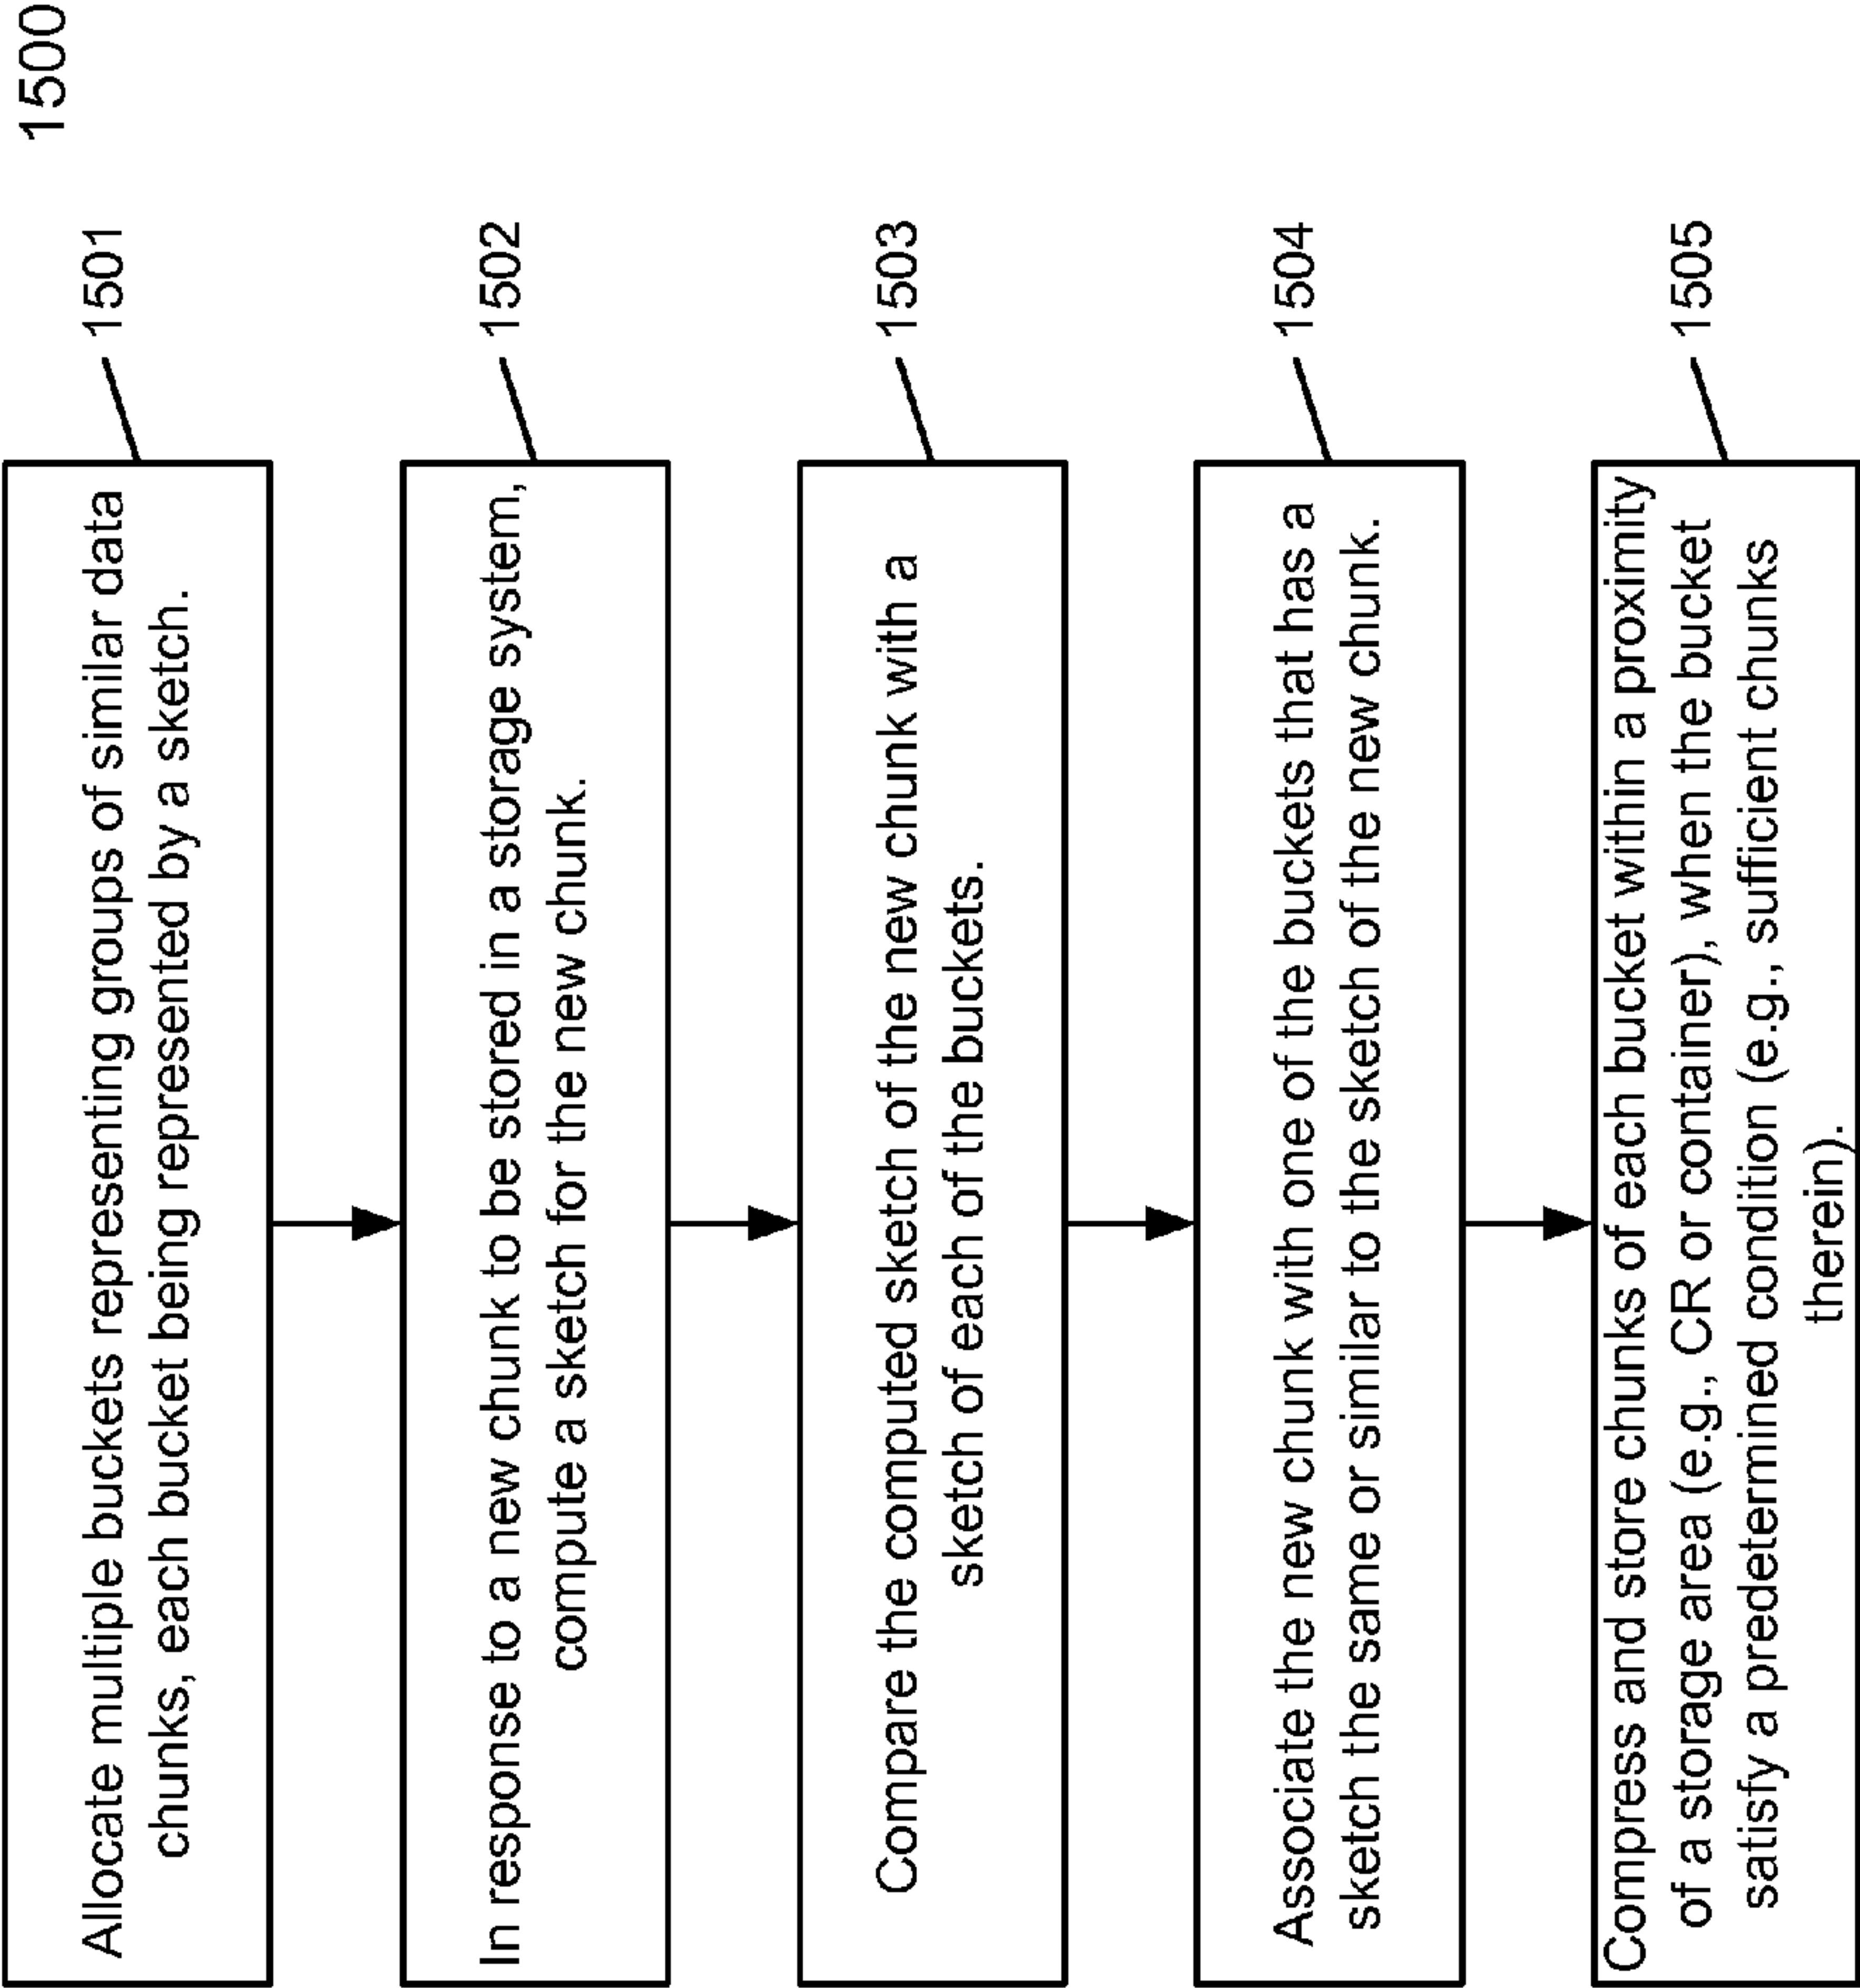 1500
Allocate multiple buckets representing groups of similar data
chunks, each bucket being represented by a sketch.
1501
In response to a new chunk to be stored in a storage system,
compute a sketch for the new chunk.
1502
Compare the computed sketch of the new chunk with a
sketch of each of the buckets.
1503
Associate the new chunk with one of the buckets that has a
sketch the same or similar to the sketch of the new chunk.
1504
Compress and store chunks of each bucket within a proximity
of a storage area (e.g., CR or container), when the bucket
satisfy a predetermined condition (e.g., sufficient chunks
therein).
1505